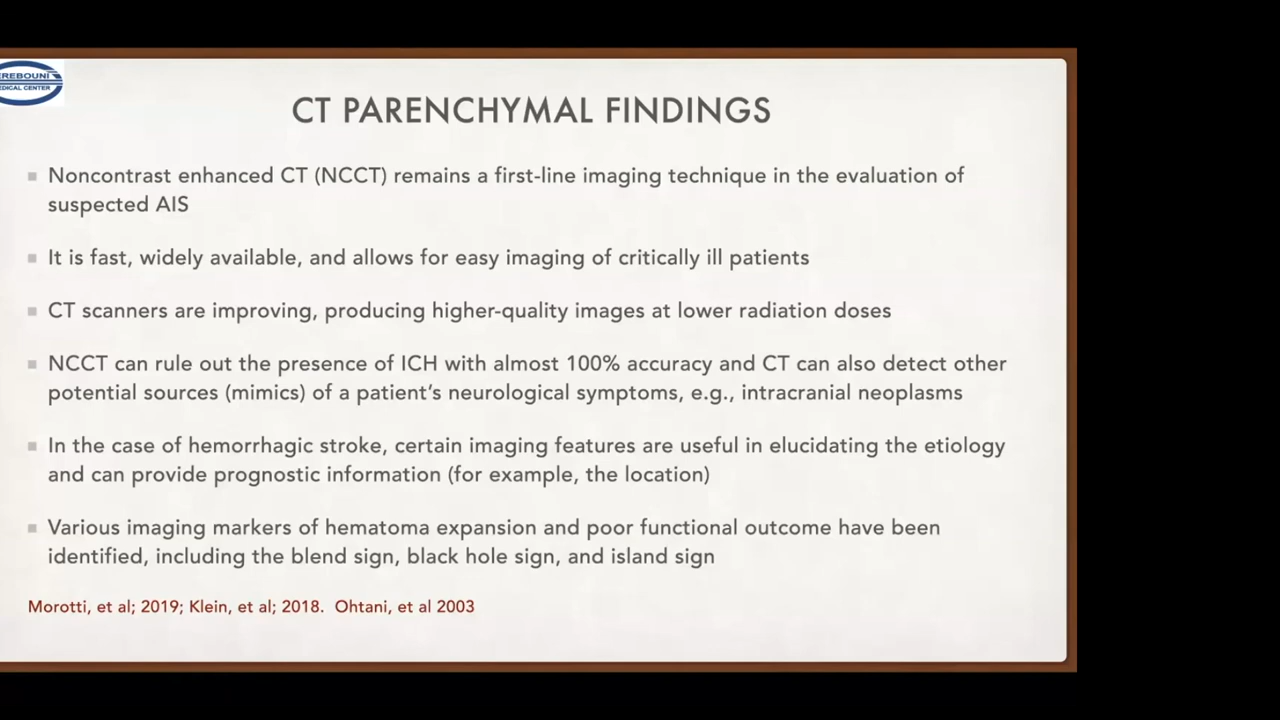 EREBOUNI
EDICAL CENTER
CT PARENCHYMAL FINDINGS
Noncontrast enhanced CT (NCCT) remains a first-line imaging technique in the evaluation of
suspected AIS
It is fast, widely available, and allows for easy imaging of critically ill patients
CT scanners are improving, producing higher-quality images at lower radiation doses
NCCT can rule out the presence of ICH with almost 100% accuracy and CT can also detect other
potential sources (mimics) of a patient’s neurological symptoms, e.g., intracranial neoplasms
In the case of hemorrhagic stroke, certain imaging features are useful in elucidating the etiology
and can provide prognostic information (for example, the location)
Various imaging markers of hematoma expansion and poor functional outcome have been
identified, including the blend sign, black hole sign, and island sign
Morotti, et al; 2019; Klein, et al; 2018. Ohtani, et al 2003